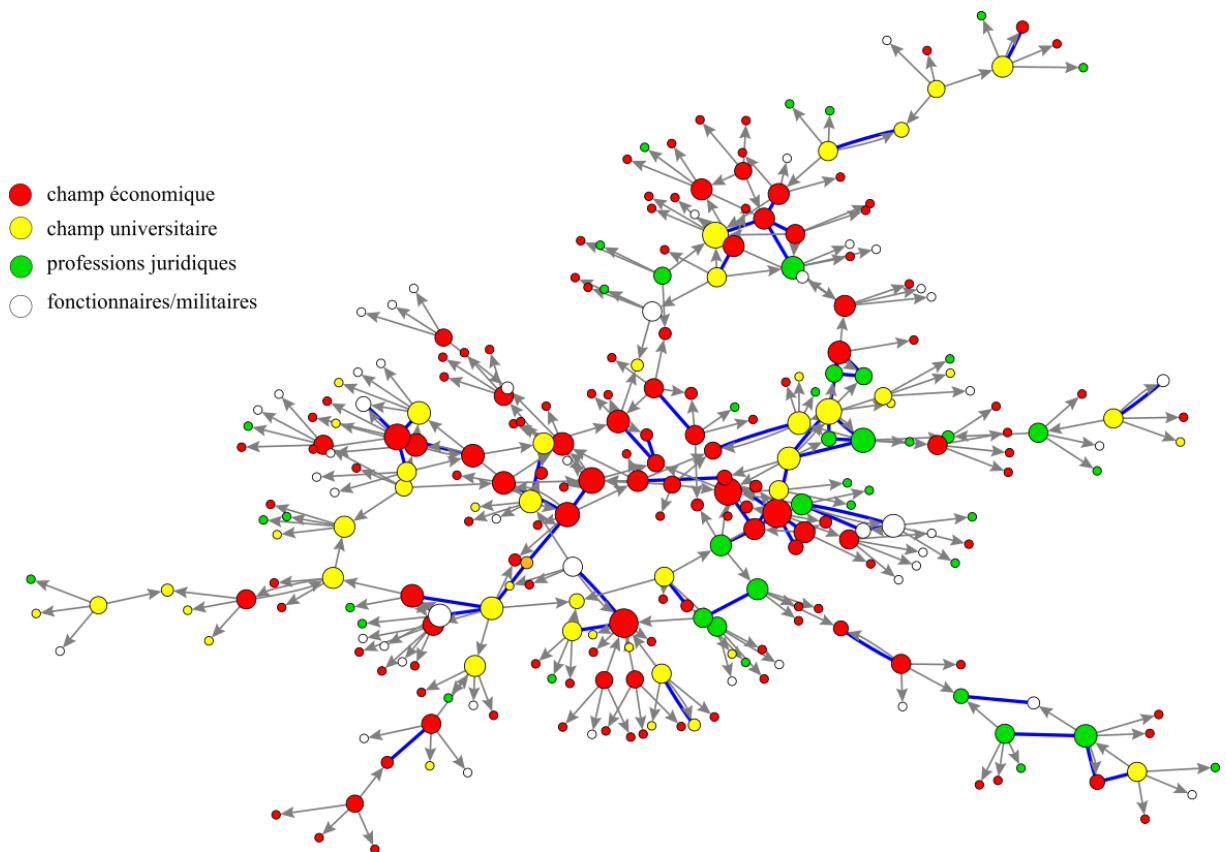 champ économique
champ universitaire
professions juridiques
fonctionnaires/militaires